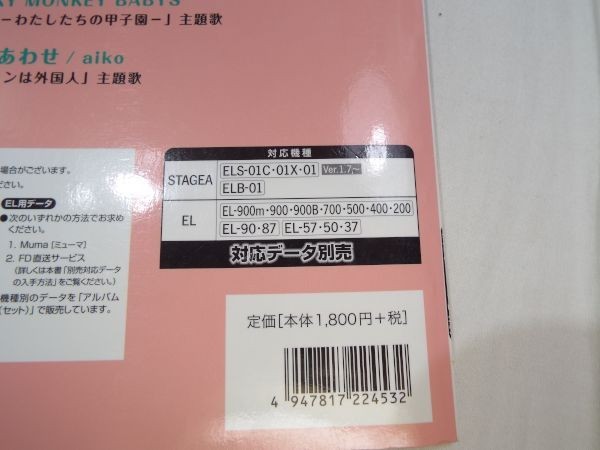 KY MONKEY BABYS
ーわたしたちの甲子園ー」主題歌
あわせ / aiko
ンは外国人」主題歌
場合がございます。
ださい。
EL用データ
●次のいずれかの方法でお求め
ください。
1. Muma [ミューマ]
2. FD直送サービス
(詳しくは本書「別売対応データ
の入手方法」をご覧ください。)
機種別のデータを「アルバム
(セット)」で販売しています。
対応機種
STAGEA
ELS-01C・01X・01 Ver.1.7～
ELB-01
EL
EL-900m・900・900B・700・500・400・200
EL-90・87
EL-57・50・37
対応データ別売
定価[本体1,800円+税]
4 947817 224532